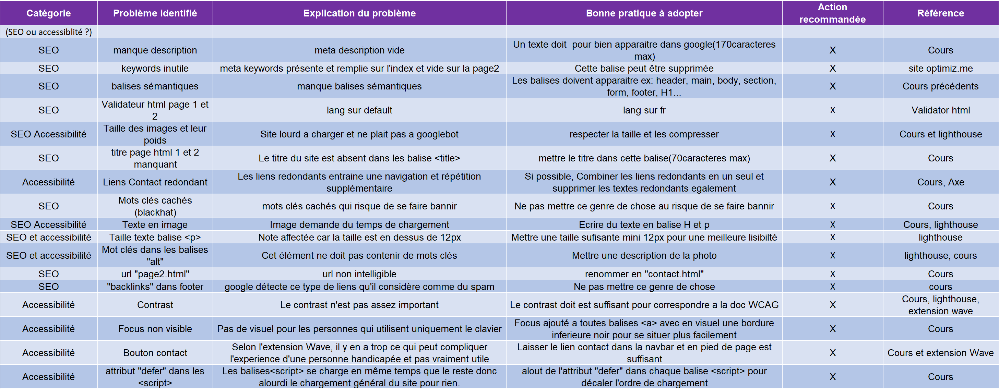 Catégorie	Problème identifié	Explication du problème	Bonne pratique à adopter	Action recommandée	Référence
(SEO ou accessiblité ?)
SEO	manque description	meta description vide	Un texte doit  pour bien apparaitre dans google(170caracteres max)	X	Cours
SEO	keywords inutile	meta keywords présente et remplie sur l'index et vide sur la page2	Cette balise peut être supprimée	X	site optimiz.me
SEO	balises sémantiques	manque balises sémantiques	Les balises doivent apparaitre ex: header, main, body, section, form, footer, H1...	X	Cours précédents
SEO	Validateur html page 1 et 2	lang sur default	lang sur fr	X	Validator html
SEO Accessibilité	Taille des images et leur poids	Site lourd a charger et ne plait pas a googlebot	respecter la taille et les compresser	X	Cours et lighthouse
SEO	titre page html 1 et 2 manquant	Le titre du site est absent dans les balise <title>	mettre le titre dans cette balise(70caracteres max)	X	Cours
Accessibilité	Liens Contact redondant	Les liens redondants entraine une navigation et répétition supplémentaire	Si possible, Combiner les liens redondants en un seul et supprimer les textes redondants egalement	X	Cours, Axe
SEO	Mots clés cachés (blackhat)	mots clés cachés qui risque de se faire bannir	Ne pas mettre ce genre de chose au risque de se faire bannir	X	Cours
SEO Accessibilité	Texte en image	Image demande du temps de chargement	Ecrire du texte en balise H et p	X	Cours, lighthouse
SEO et accessibilité	Taille texte balise <p>	Note affectée car la taille est en dessus de 12px	Mettre une taille sufisante mini 12px pour une meilleure lisibilté	X	lighthouse
SEO et accessibilité	Mot clés dans les balises "alt"	Cet élément ne doit pas contenir de mots clés	Mettre une description de la photo	X	lighthouse, cours
SEO	url "page2.html"	url non intelligible	renommer en "contact.html"	X	Cours
SEO	"backlinks" dans footer	google détecte ce type de liens qu'il considère comme du spam	Ne pas mettre ce genre de chose	X	cours
Accessibilité	Contrast	Le contrast n'est pas assez important	Le contrast doit est suffisant pour correspondre a la doc WCAG	X	Cours, lighthouse, extension wave
Accessibilité	Focus non visible	Pas de visuel pour les personnes qui utilisent uniquement le clavier	Focus ajouté a toutes balises <a> avec en visuel une bordure inferieure noir pour se situer plus facilement	X	Cours
Accessibilité	Bouton contact	Selon l'extension Wave, il y en a trop ce qui peut compliquer l'experience d'une personne handicapée et pas vraiment utile	Laisser le lien contact dans la navbar et en pied de page est suffisant	X	Cours et extension Wave
Accessibilité	attribut "defer" dans les <script>	Les balises<script> se charge en même temps que le reste donc alourdi le chargement général du site pour rien.	alout de l'attribut "defer" dans chaque balise <script> pour décaler l'ordre de chargement	X	Cours